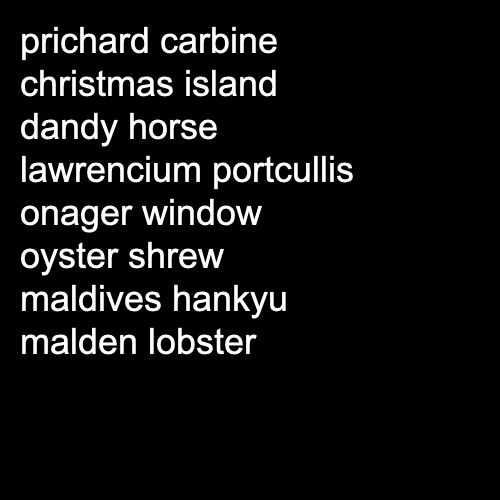 prichard carbine
christmas island
dandy horse
lawrencium portcullis
onager window
oyster shrew
maldives hankyu
malden lobster